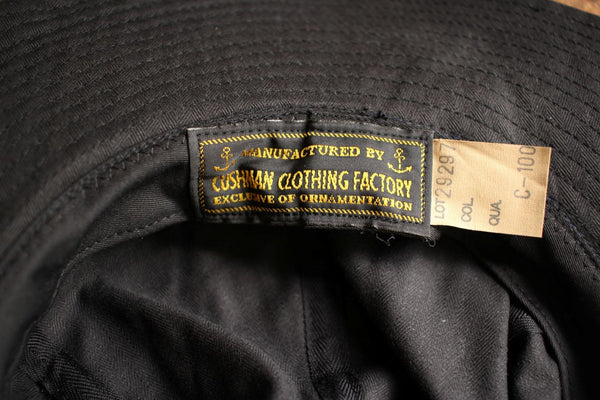 MANUFACTURED BY
CUSHMAN CLOTHING FACTORY
EXCLUSIVE OF ORNAMENTATION
LOT 29297
COL.
QUA. C-100